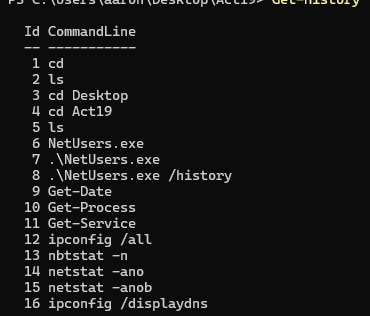 PS C:\Users\aaron\Desktop\Act19> Get-History
Id CommandLine
-- -----------
1 cd
2 ls
3 cd Desktop
4 cd Act19
5 ls
6 NetUsers.exe
7 .\NetUsers.exe
8 .\NetUsers.exe /history
9 Get-Date
10 Get-Process
11 Get-Service
12 ipconfig /all
13 nbtstat -n
14 netstat -ano
15 netstat -anob
16 ipconfig /displaydns